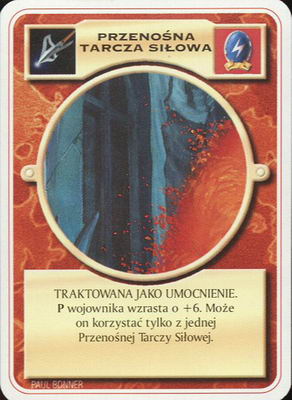 PRZENOŚNA
TARCZA SIŁOWA
TRAKTOWANA JAKO UMOCNIENIE.
P wojownika wzrasta o +6. Może
on korzystać tylko z jednej
Przenośnej Tarczy Siłowej.
PAUL BONNER